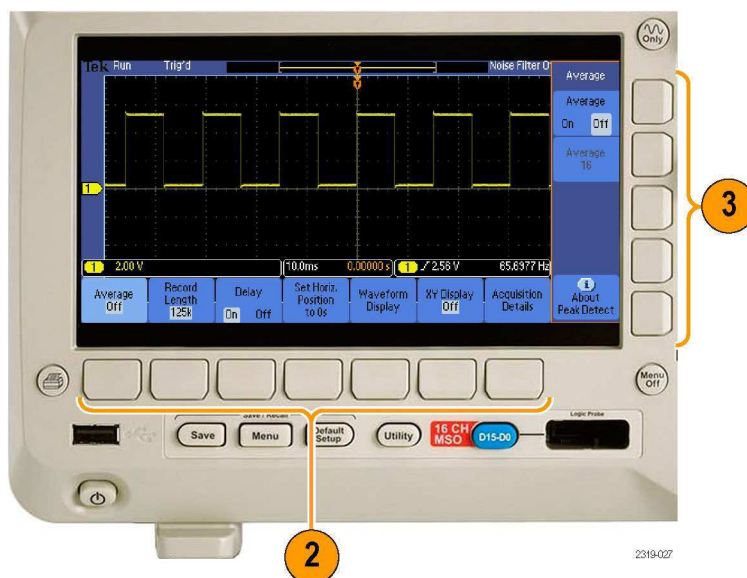 Only
Tek Run Trig'd Noise Filter Of
Average
Average
On Off
Average
16
1
3
1 2.00 V 10.0ms 0.00000 s 1 2.56 V 65.6977 Hz
Average
Off
Record
Length
125k
Delay
On Off
Set Horiz.
Position
to 0s
Waveform
Display
XY Display
Off
Acquisition
Details
i
About
Peak Detect
Menu
Off
Save / Recall
Logic Probe
Save
Menu
Default
Setup
Utility
16 CH
MSO
D15-D0
2
2319-027